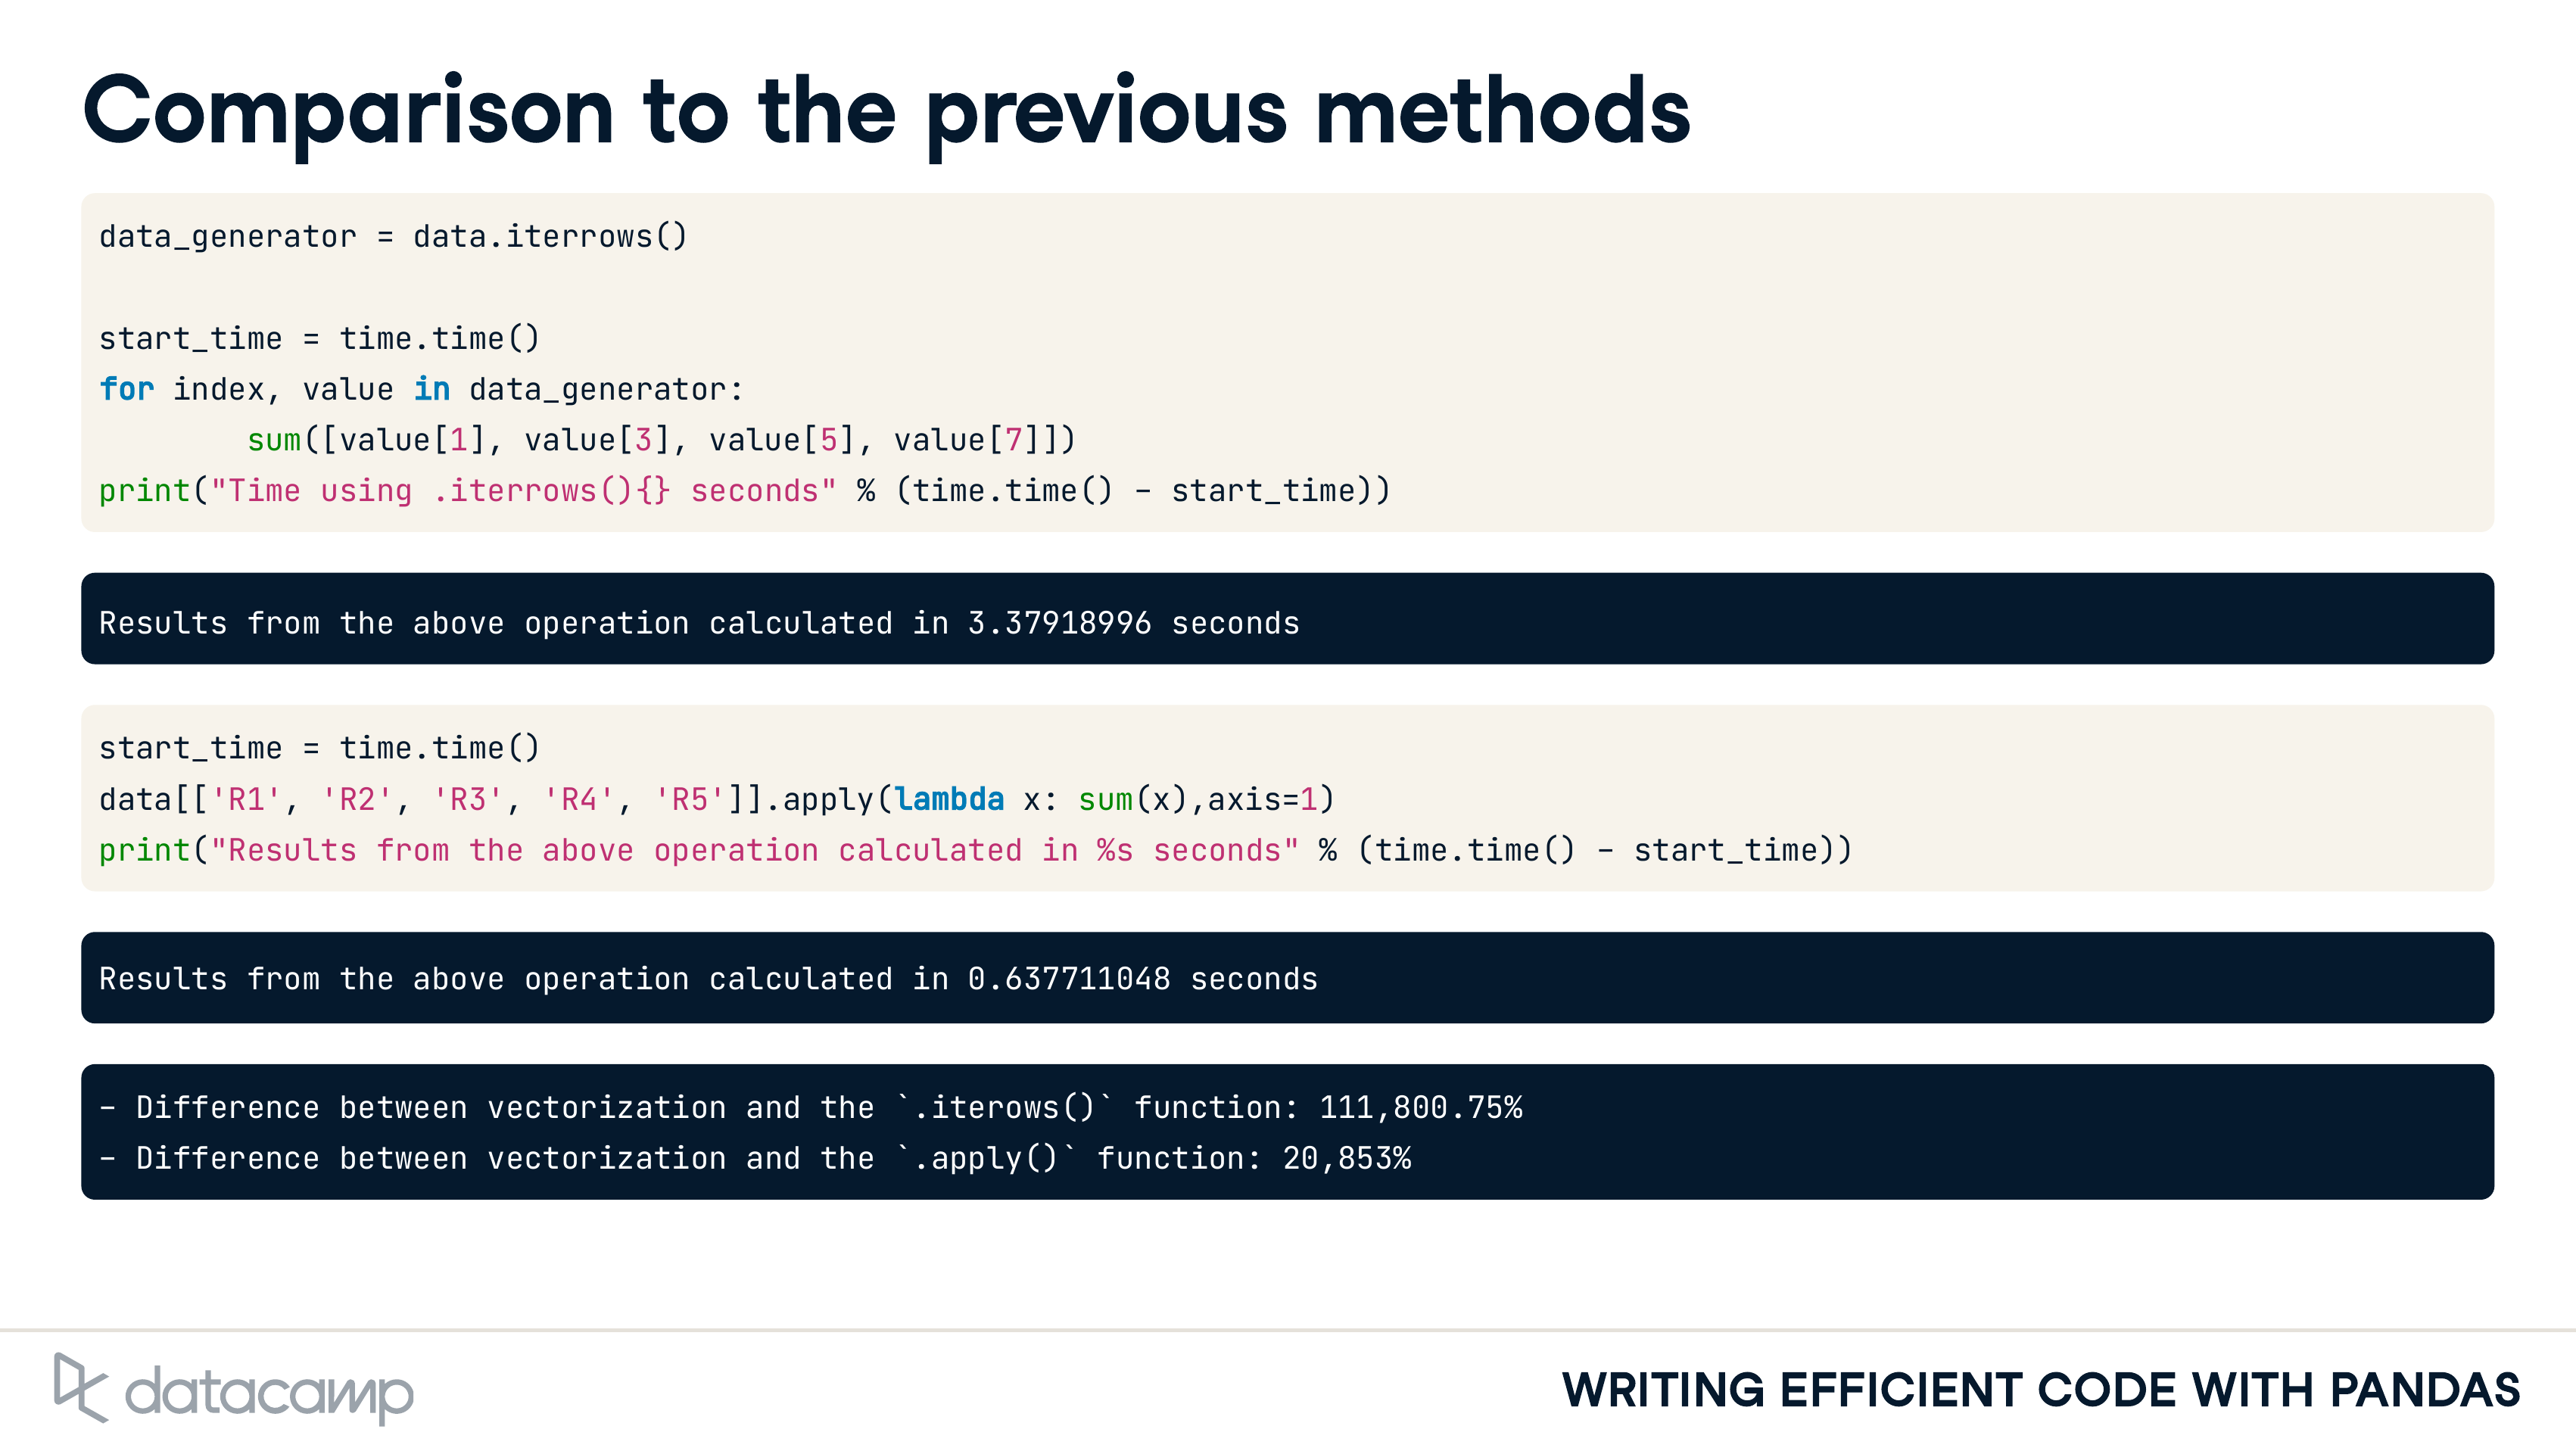 Comparison to the previous methods
data_generator = data.iterrows()
start_time = time.time()
for index, value in data_generator:
        sum([value[1], value[3], value[5], value[7]])
print("Time using .iterrows(){} seconds" % (time.time() - start_time))
Results from the above operation calculated in 3.37918996 seconds
start_time = time.time()
data[['R1', 'R2', 'R3', 'R4', 'R5']].apply(lambda x: sum(x),axis=1)
print("Results from the above operation calculated in %s seconds" % (time.time() - start_time))
Results from the above operation calculated in 0.637711048 seconds
- Difference between vectorization and the `.iterows()` function: 111,800.75%
- Difference between vectorization and the `.apply()` function: 20,853%
datacamp
WRITING EFFICIENT CODE WITH PANDAS